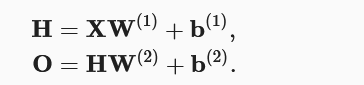 H = XW⁽¹⁾ + b⁽¹⁾,
O = HW⁽²⁾ + b⁽²⁾.